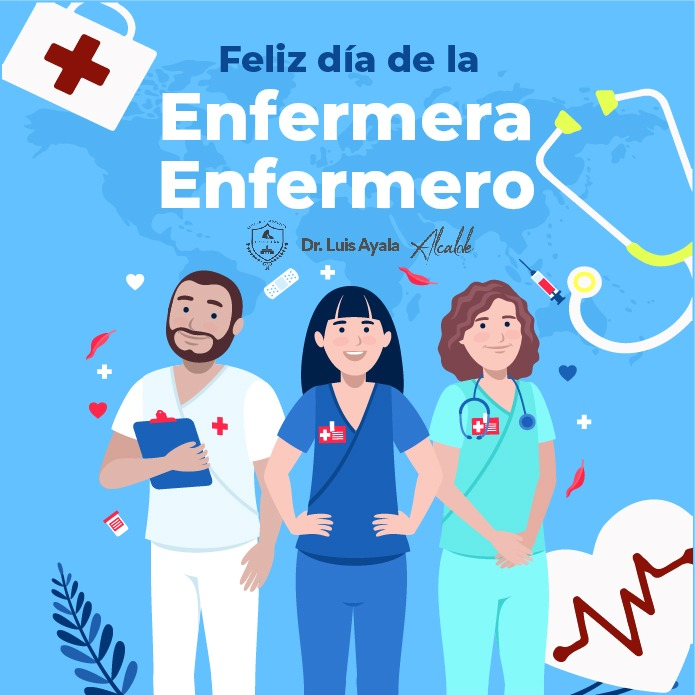 Feliz día de la
Enfermera
Enfermero
Dr. Luis Ayala Alcalde